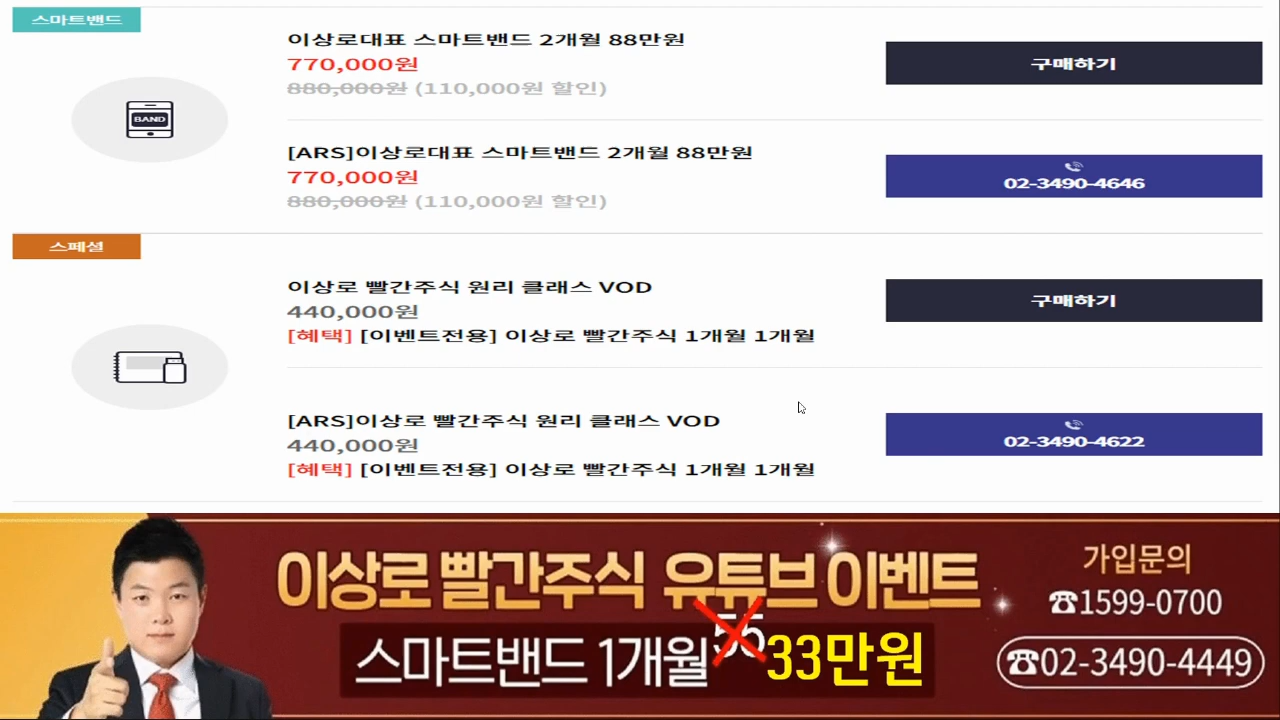 스마트밴드
이상로대표 스마트밴드 2개월 88만원
770,000원
880,000원 (110,000원 할인)
구매하기
BAND
[ARS]이상로대표 스마트밴드 2개월 88만원
770,000원
880,000원 (110,000원 할인)
02-3490-4646
스페셜
이상로 빨간주식 원리 클래스 VOD
440,000원
[혜택] [이벤트전용] 이상로 빨간주식 1개월 1개월
구매하기
[ARS]이상로 빨간주식 원리 클래스 VOD
440,000원
[혜택] [이벤트전용] 이상로 빨간주식 1개월 1개월
02-3490-4622
이상로 빨간주식 유튜브 이벤트
스마트밴드 1개월 55 33만원
가입문의
☎1599-0700
☎02-3490-4449